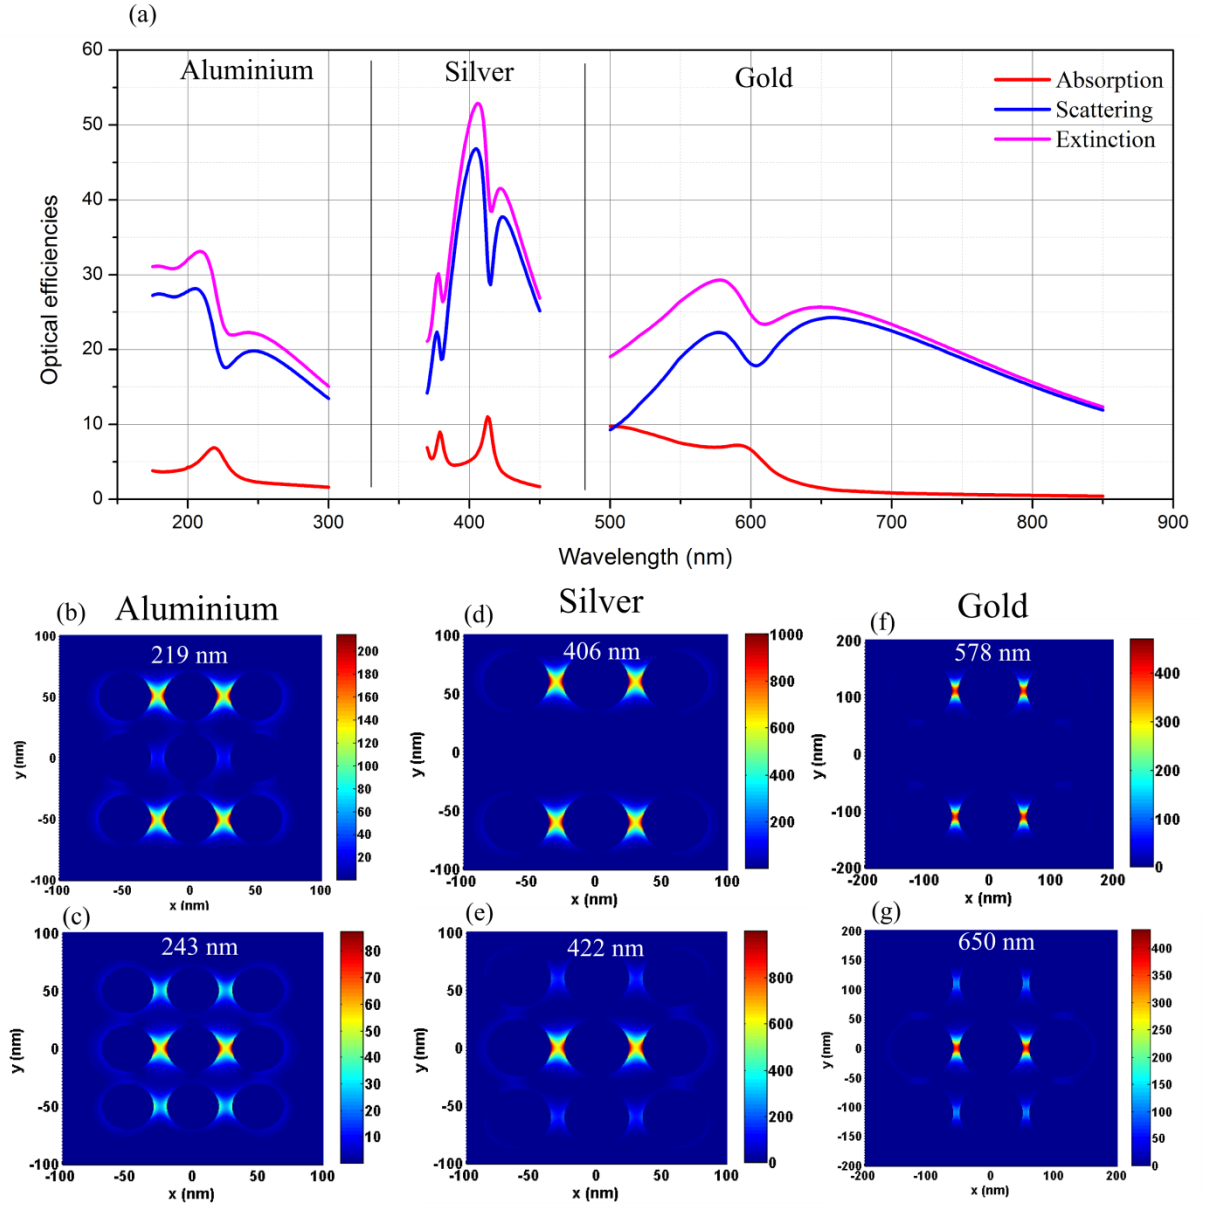 (a)
Aluminium Silver Gold
Absorption
Scattering
Extinction
Optical efficiencies
60
50
40
30
20
10
0
200 300 400 500 600 700 800 900
Wavelength (nm)
(b) Aluminium
219 nm
y (nm)
100
50
0
-50
-100
-100 -50 0 50 100
x (nm)
200
180
160
140
120
100
80
60
40
20
(d) Silver
406 nm
y (nm)
100
50
0
-50
-100
-100 -50 0 50 100
x (nm)
1000
800
600
400
200
(f) Gold
578 nm
y (nm)
200
100
0
-100
-200
-200 -100 0 100 200
x (nm)
400
300
200
100
0
(c)
243 nm
y (nm)
100
50
0
-50
-100
-100 -50 0 50 100
x (nm)
80
70
60
50
40
30
20
10
(e)
422 nm
y (nm)
100
50
0
-50
-100
-100 -50 0 50 100
x (nm)
800
600
400
200
0
(g)
650 nm
y (nm)
200
150
100
50
0
-50
-100
-150
-200
-200 -100 0 100 200
x (nm)
400
350
300
250
200
150
100
50
0